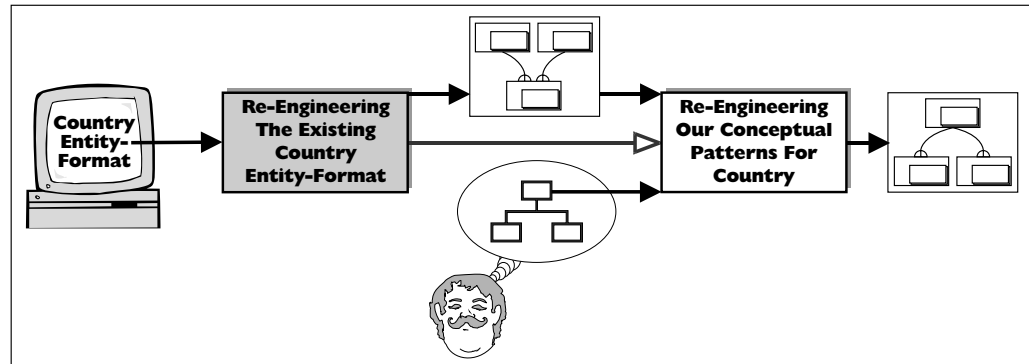 Country
Entity-
Format
Re-Engineering
The Existing
Country
Entity-Format
Re-Engineering
Our Conceptual
Patterns For
Country